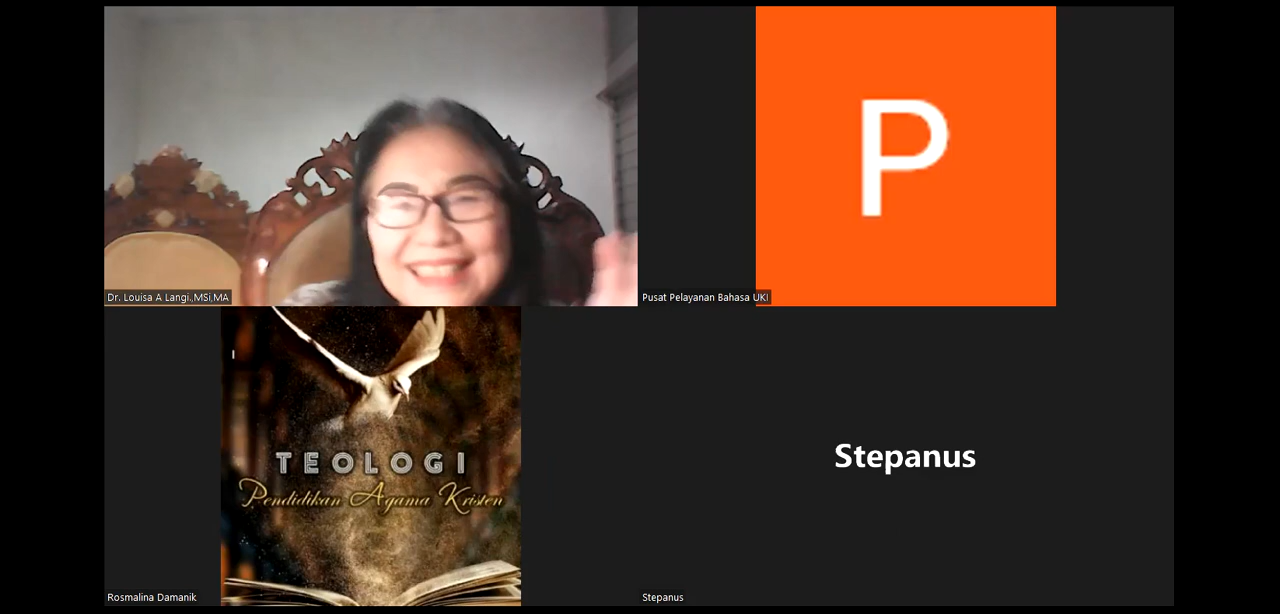 Dr. Louisa A Langi.,MSi,MA
P
Pusat Pelayanan Bahasa UKI
TEOLOGI
Pendidikan Agama Kristen
Rosmalina Damanik
Stepanus
Stepanus